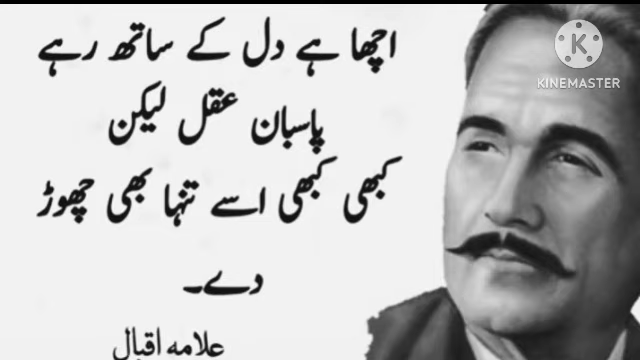 اچھا ہے دل کے ساتھ رہے
پاسبان عقل لیکن
کبھی کبھی اسے تنہا بھی چھوڑ
دے۔
علامہ اقبال
KINEMASTER